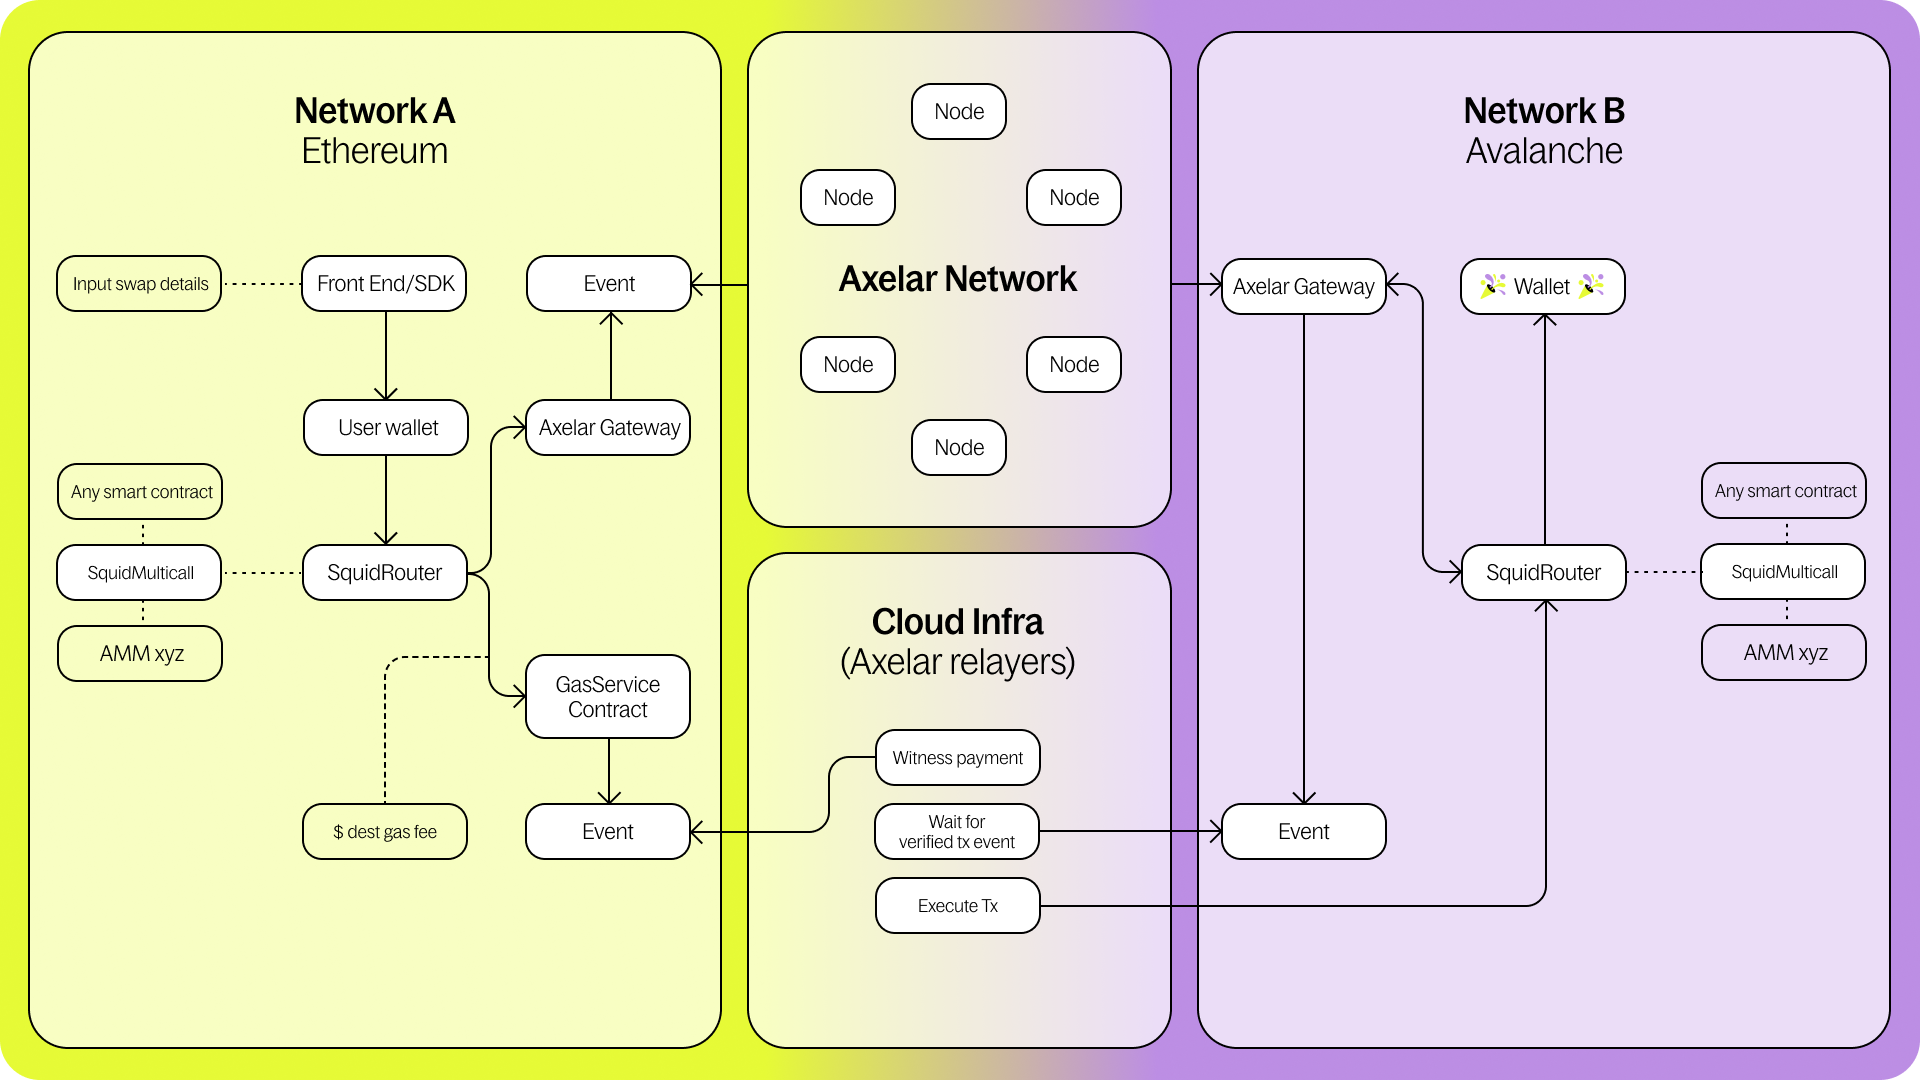 Network A
Ethereum
Input swap details
Front End/SDK
Event
User wallet
Axelar Gateway
Any smart contract
SquidMulticall
SquidRouter
AMM xyz
GasService
Contract
$ dest gas fee
Event
Node
Node
Node
Axelar Network
Node
Node
Node
Cloud Infra
(Axelar relayers)
Witness payment
Wait for
verified tx event
Execute Tx
Network B
Avalanche
Axelar Gateway
Wallet
Any smart contract
SquidRouter
SquidMulticall
AMM xyz
Event